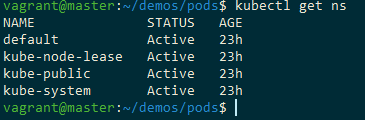 vagrant@master:~/demos/pods$ kubectl get ns
NAME STATUS AGE
default Active 23h
kube-node-lease Active 23h
kube-public Active 23h
kube-system Active 23h
vagrant@master:~/demos/pods$